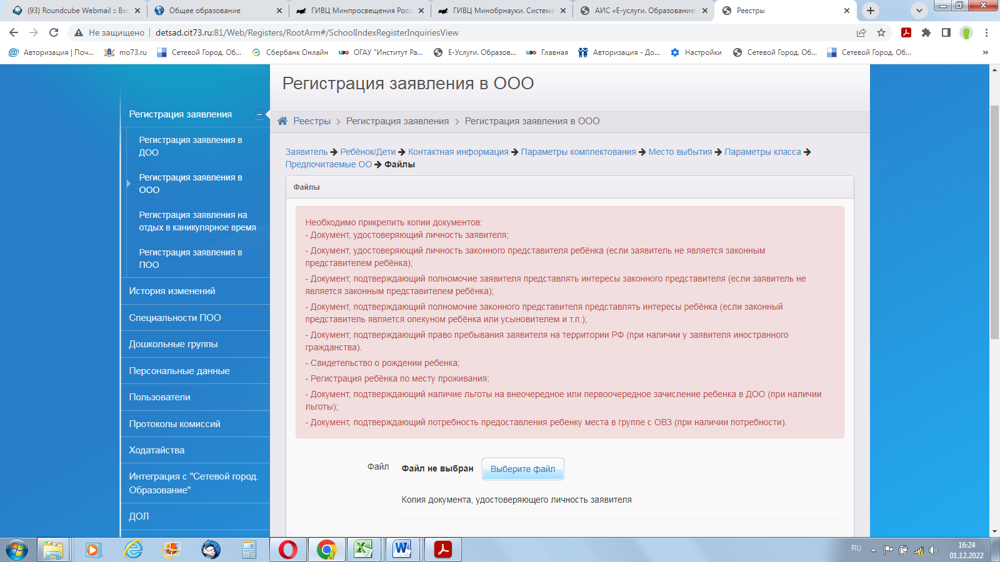 (93) Roundcube Webmail :: Вхо
Общее образование
ГИВЦ Минпросвещения Росс
ГИВЦ Минобрнауки. Система
АИС «Е-услуги. Образование»
Реестры
Не защищено
detsad.cit73.ru:81/Web/Registers/RootArm#/SchoolIndexRegisterInquiriesView
Авторизация | Поч...
mo73.ru
Сетевой Город. Об...
Сбербанк Онлайн
ОГАУ "Институт Ра...
Е-Услуги. Образов...
Главная
Авторизация - До...
Настройки
Сетевой Город. Об...
Сетевой Город. Об...
Регистрация заявления
Регистрация заявления в
ДОО
Регистрация заявления в
ООО
Регистрация заявления на
отдых в каникулярное время
Регистрация заявления в
ПОО
История изменений
Специальности ПОО
Дошкольные группы
Персональные данные
Пользователи
Протоколы комиссий
Ходатайства
Интеграция с "Сетевой город.
Образование"
ДОЛ
Регистрация заявления в ООО
Реестры > Регистрация заявления > Регистрация заявления в ООО
Заявитель → Ребёнок/Дети → Контактная информация → Параметры комплектования → Место выбытия → Параметры класса →
Предпочитаемые ОО → Файлы
Файлы
Необходимо прикрепить копии документов:
- Документ, удостоверяющий личность заявителя;
- Документ, удостоверяющий личность законного представителя ребёнка (если заявитель не является законным
представителем ребёнка);
- Документ, подтверждающий полномочие заявителя представлять интересы законного представителя (если заявитель не
является законным представителем ребёнка);
- Документ, подтверждающий полномочие законного представителя представлять интересы ребёнка (если законный
представитель является опекуном ребёнка или усыновителем и т.п.);
- Документ, подтверждающий право пребывания заявителя на территории РФ (при наличии у заявителя иностранного
гражданства).
- Свидетельство о рождении ребенка;
- Регистрация ребёнка по месту проживания;
- Документ, подтверждающий наличие льготы на внеочередное или первоочередное зачисление ребенка в ДОО (при наличии
льготы);
- Документ, подтверждающий потребность предоставления ребенку места в группе с ОВЗ (при наличии потребности).
Файл
Файл не выбран
Выберите файл
Копия документа, удостоверяющего личность заявителя
RU
16:24
01.12.2022